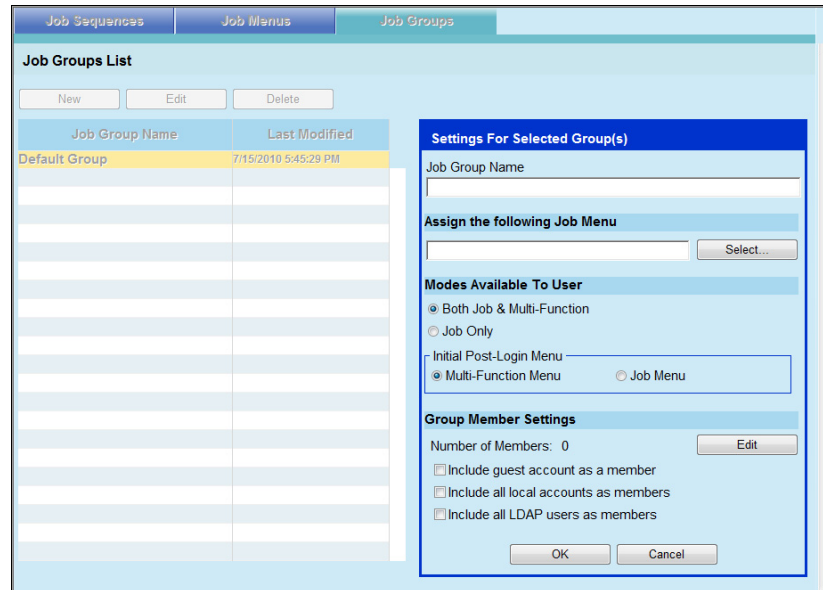 Job Sequences Job Menus Job Groups
Job Groups List
New Edit Delete
Job Group Name Last Modified
Default Group 7/15/2010 5:45:29 PM
Settings For Selected Group(s)
Job Group Name
Assign the following Job Menu
Select...
Modes Available To User
Both Job & Multi-Function
Job Only
Initial Post-Login Menu
Multi-Function Menu Job Menu
Group Member Settings
Number of Members: 0 Edit
Include guest account as a member
Include all local accounts as members
Include all LDAP users as members
OK Cancel